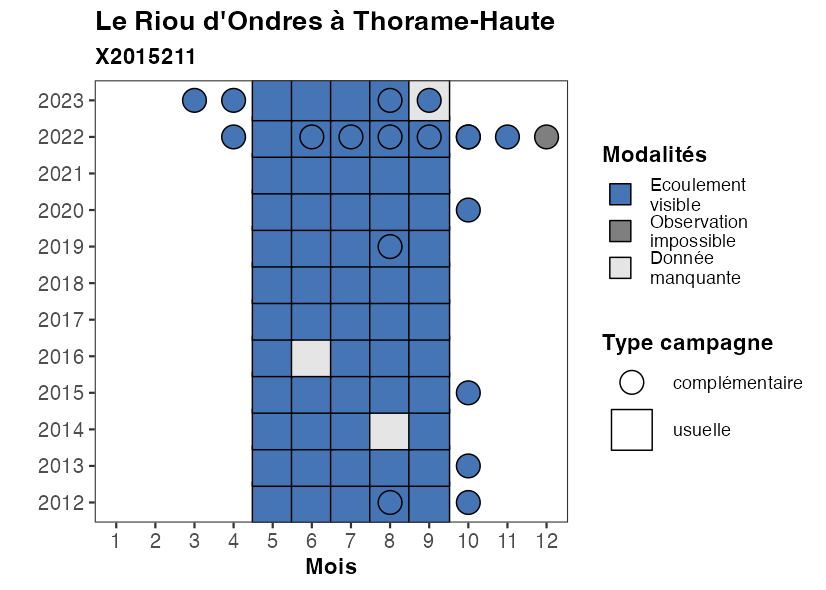 Le Riou d'Ondres à Thorame-Haute
X2015211
2023
2022
2021
2020
2019
2018
2017
2016
2015
2014
2013
2012
1 2 3 4 5 6 7 8 9 10 11 12
Mois
Modalités
Ecoulement
visible
Observation
impossible
Donnée
manquante
Type campagne
complémentaire
usuelle